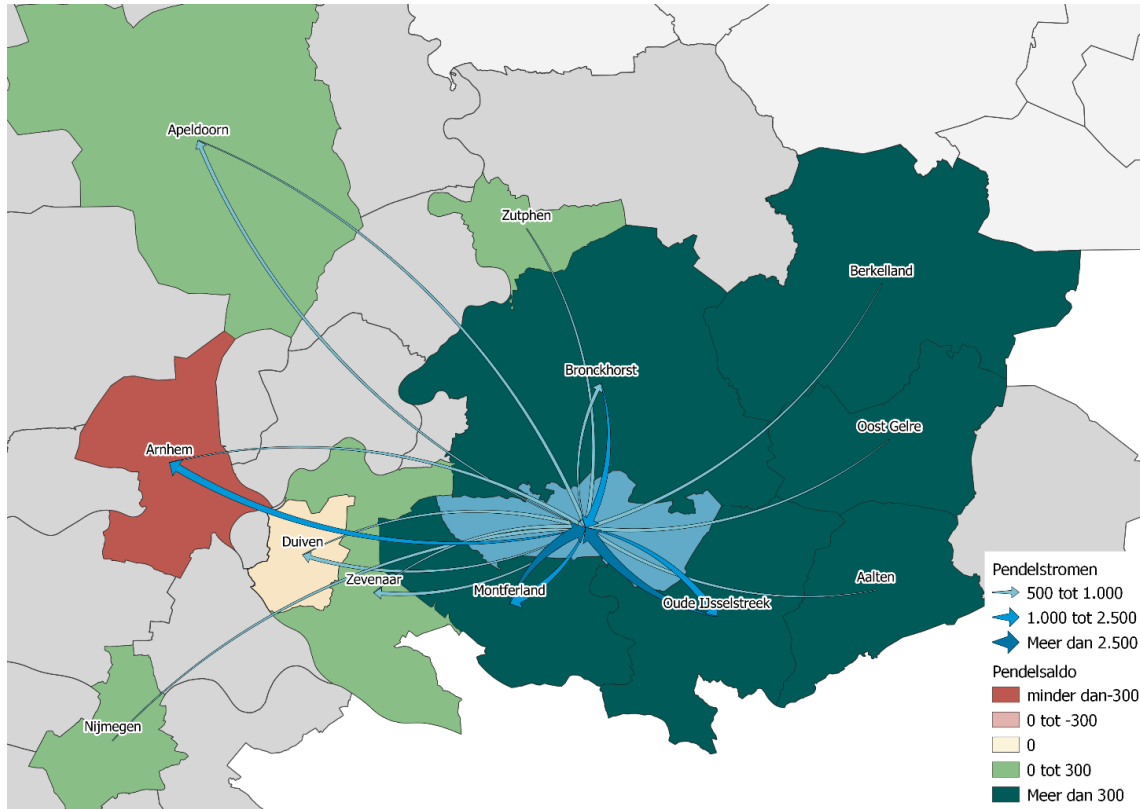 Apeldoorn
Zutphen
Berkelland
Bronckhorst
Oost Gelre
Arnhem
Duiven
Zevenaar
Montferland
Oude IJsselstreek
Aalten
Nijmegen
Pendelstromen
500 tot 1.000
1.000 tot 2.500
Meer dan 2.500
Pendelsaldo
minder dan-300
0 tot -300
0
0 tot 300
Meer dan 300